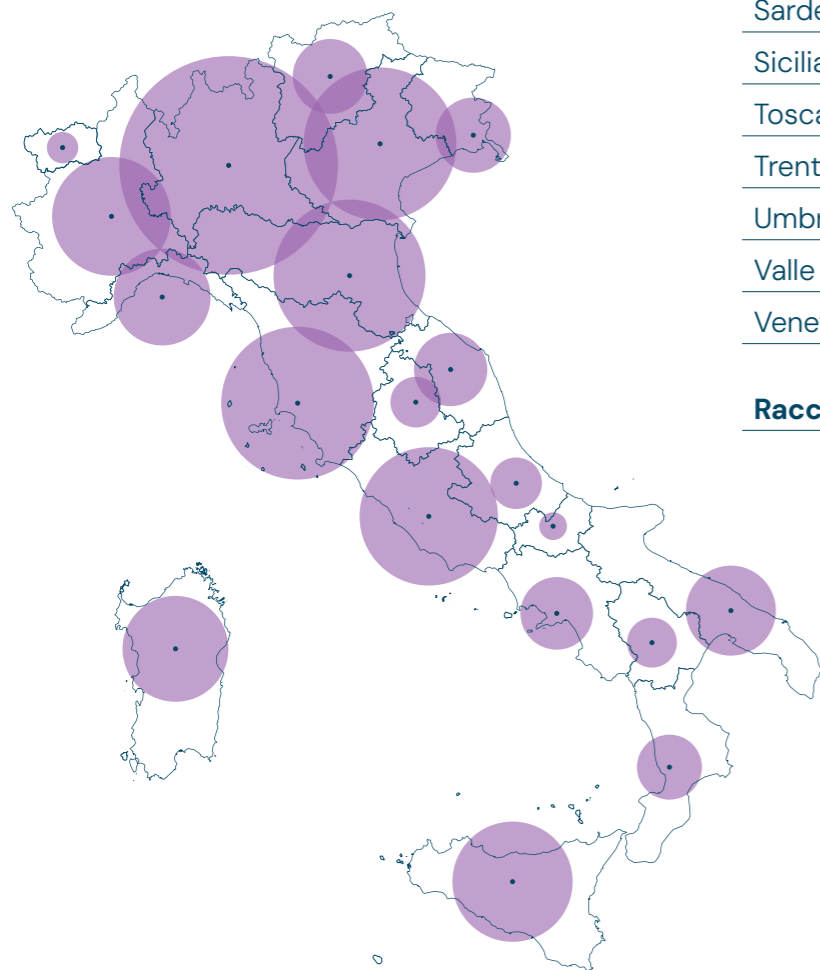 Sarde
Sicilia
Tosca
Trent
Umbr
Valle
Vene
Racc